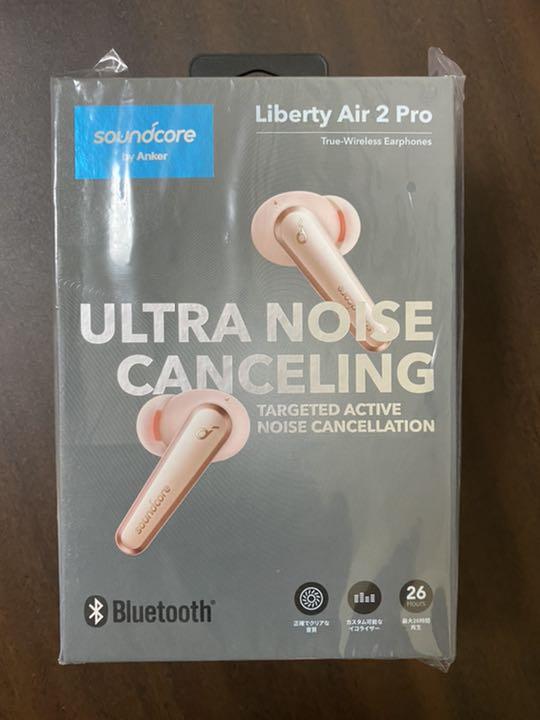 soundcore
by Anker
Liberty Air 2 Pro
True-Wireless Earphones
soundcore
ULTRA NOISE
CANCELING
TARGETED ACTIVE
NOISE CANCELLATION
soundcore
Bluetooth®
正確でクリアな
音質
カスタム可能な
イコライザー
26
Hours
最大26時間
再生